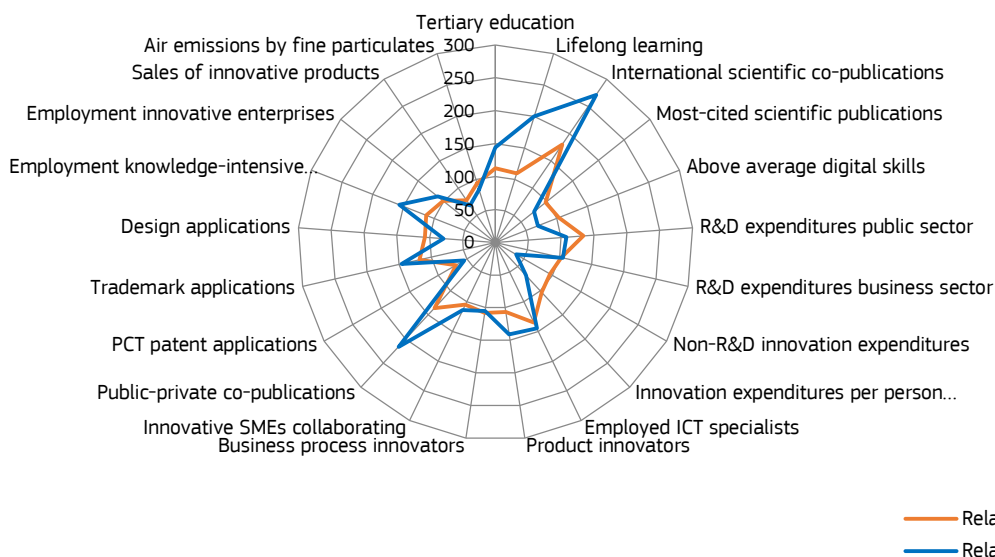 Tertiary education
Lifelong learning
International scientific co-publications
Most-cited scientific publications
Above average digital skills
R&D expenditures public sector
R&D expenditures business sector
Non-R&D innovation expenditures
Innovation expenditures per person...
Employed ICT specialists
Product innovators
Business process innovators
Innovative SMEs collaborating
Public-private co-publications
PCT patent applications
Trademark applications
Design applications
Employment knowledge-intensive...
Employment innovative enterprises
Sales of innovative products
Air emissions by fine particulates
300
250
200
150
100
50
0
Rela
Rela